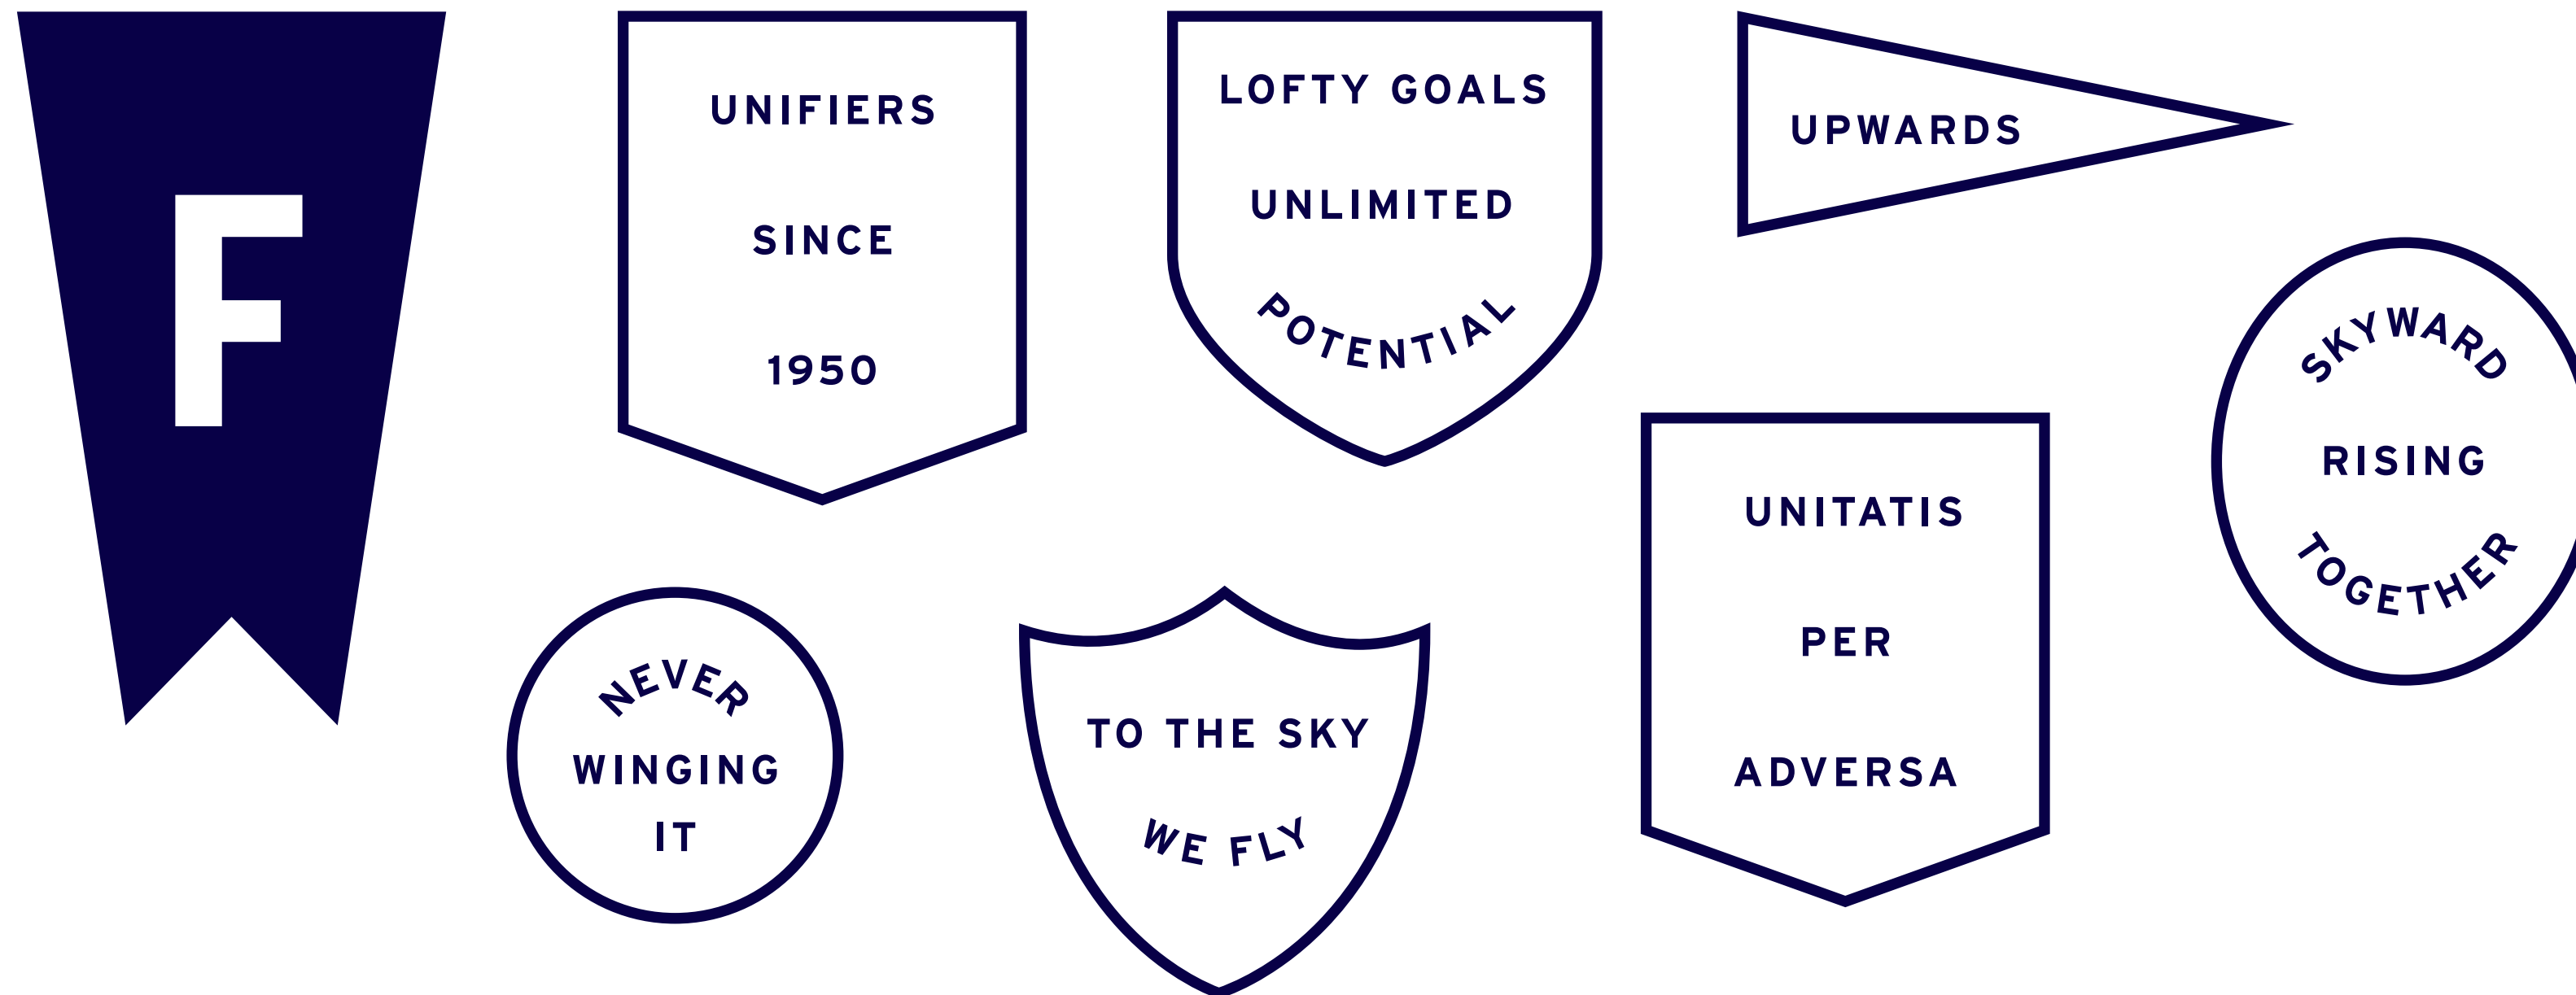 F
UNIFIERS
SINCE
1950
LOFTY GOALS
UNLIMITED
POTENTIAL
UPWARDS
SKYWARD
RISING
TOGETHER
NEVER
WINGING
IT
TO THE SKY
WE FLY
UNITATIS
PER
ADVERSA